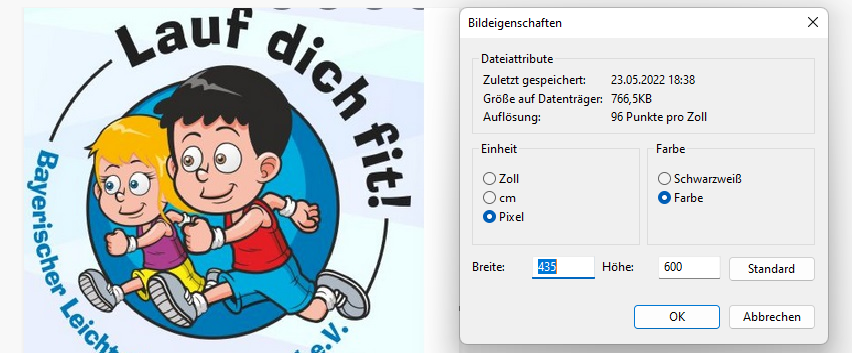 Lauf dich fit!
Bayerischer Leicht
e.V.
Bildeigenschaften
Dateiattribute
Zuletzt gespeichert: 23.05.2022 18:38
Größe auf Datenträger: 766,5KB
Auflösung: 96 Punkte pro Zoll
Einheit
Zoll
cm
Pixel
Farbe
Schwarzweiß
Farbe
Breite: 435 Höhe: 600 Standard
OK Abbrechen